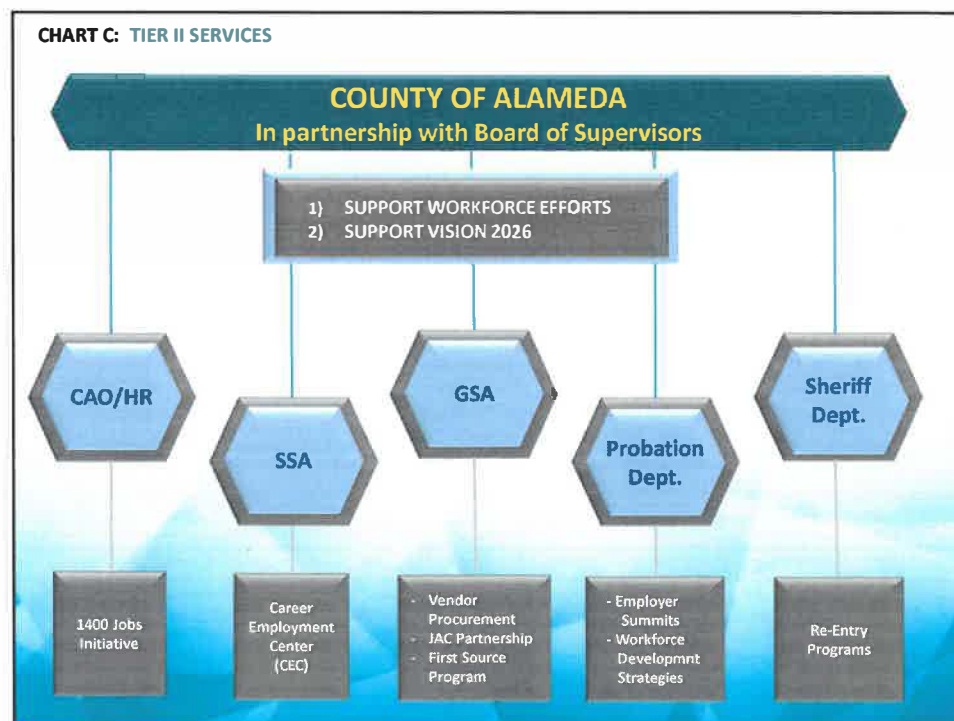 CHART C: TIER II SERVICES
COUNTY OF ALAMEDA
In partnership with Board of Supervisors
1) SUPPORT WORKFORCE EFFORTS
2) SUPPORT VISION 2026
CAO/HR
SSA
GSA
Probation
Dept.
Sheriff
Dept.
1400 Jobs
Initiative
Career
Employment
Center
(CEC)
- Vendor
Procurement
- JAC Partnership
- First Source
Program
- Employer
Summits
- Workforce
Developmnt
Strategies
Re-Entry
Programs